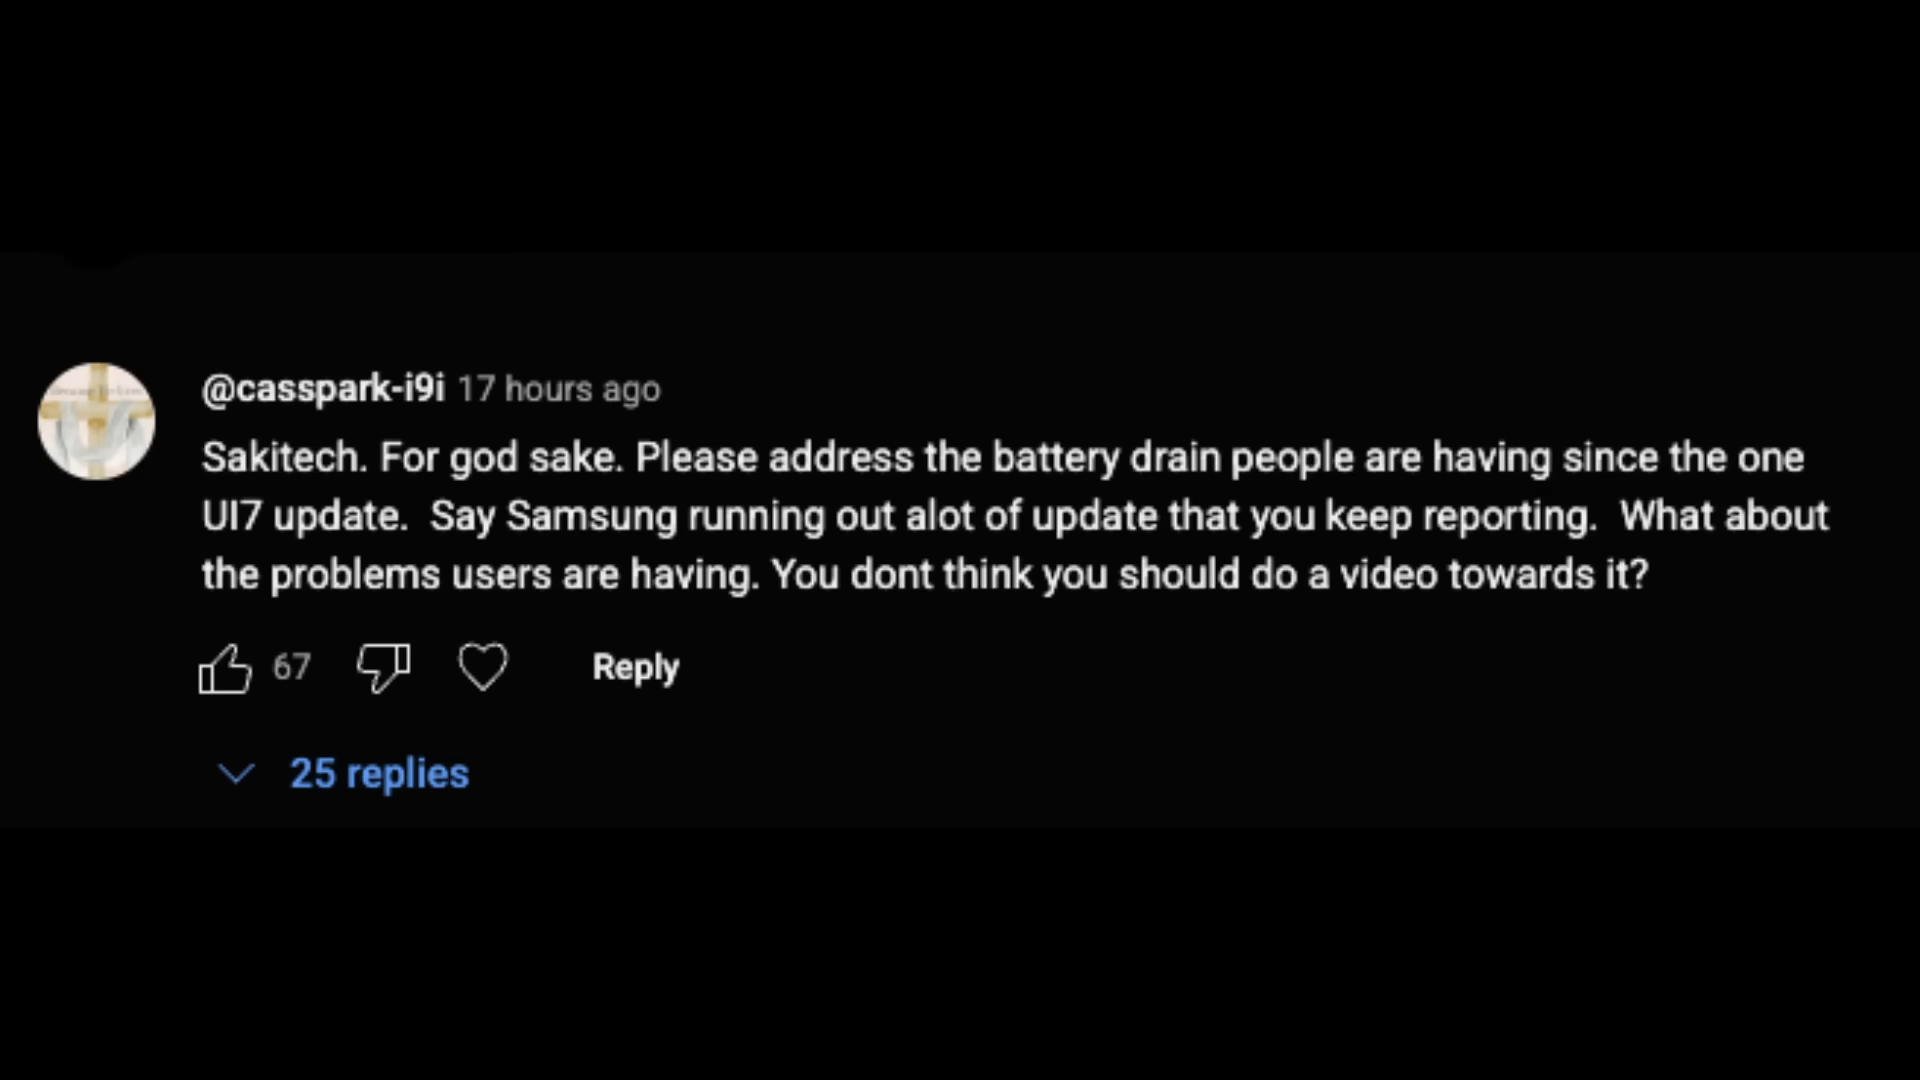 @casspark-i9i 17 hours ago
Sakitech. For god sake. Please address the battery drain people are having since the one
UI7 update.  Say Samsung running out alot of update that you keep reporting.  What about
the problems users are having. You dont think you should do a video towards it?
67 Reply
25 replies